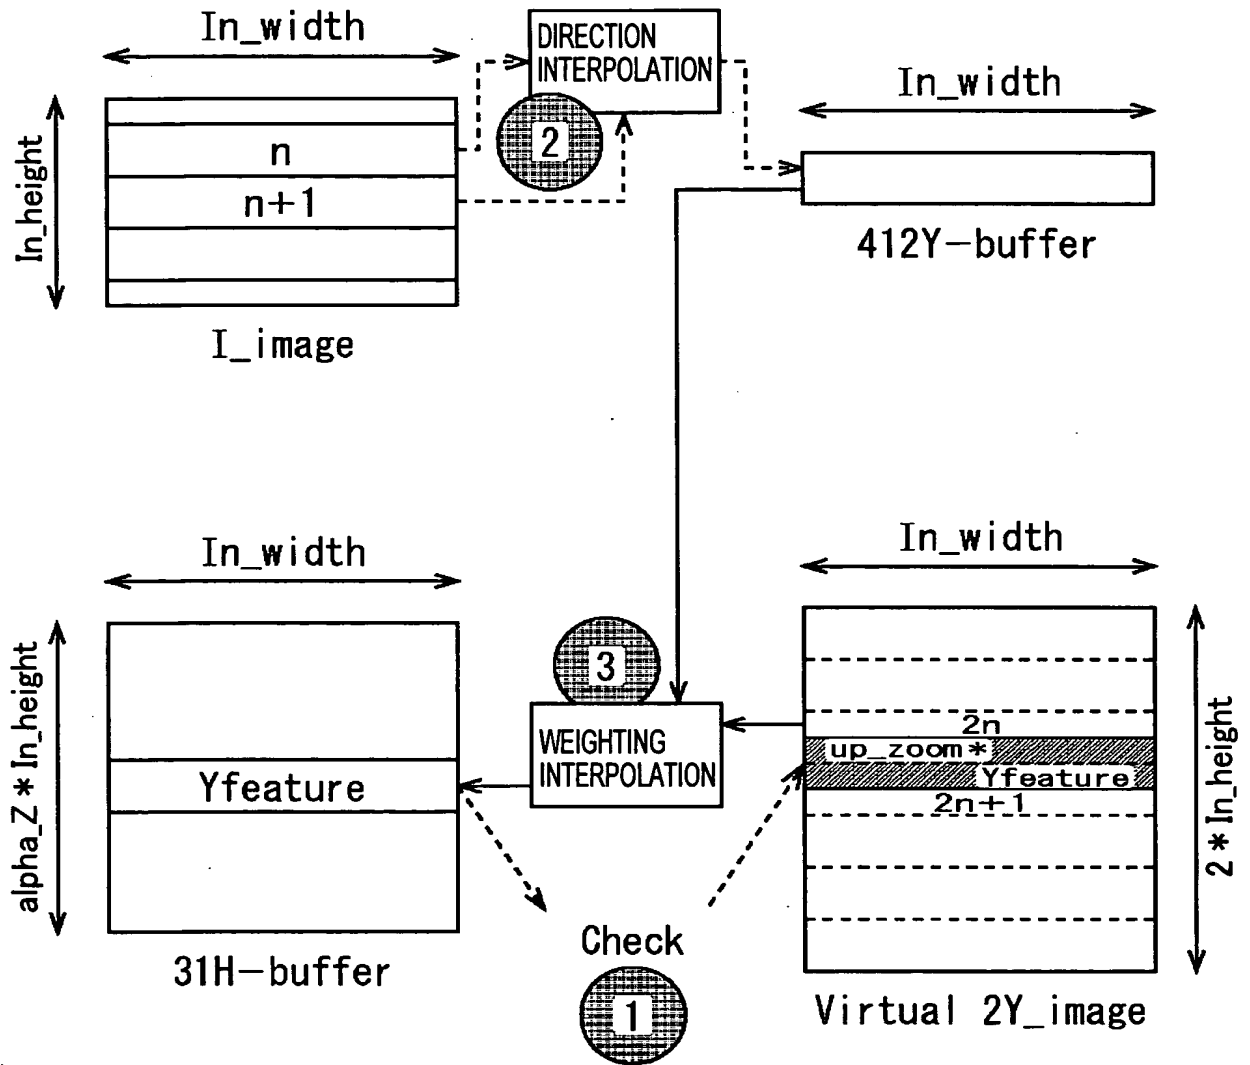 In_width
DIRECTION
INTERPOLATION
2
In_width
In_height
n
n+1
I_image
412Y-buffer
In_width
In_width
3
alpha_Z*In_height
WEIGHTING
INTERPOLATION
2n
up_zoom*
Yfeature
2n+1
2*In_height
Yfeature
Check
1
31H-buffer
Virtual 2Y_image